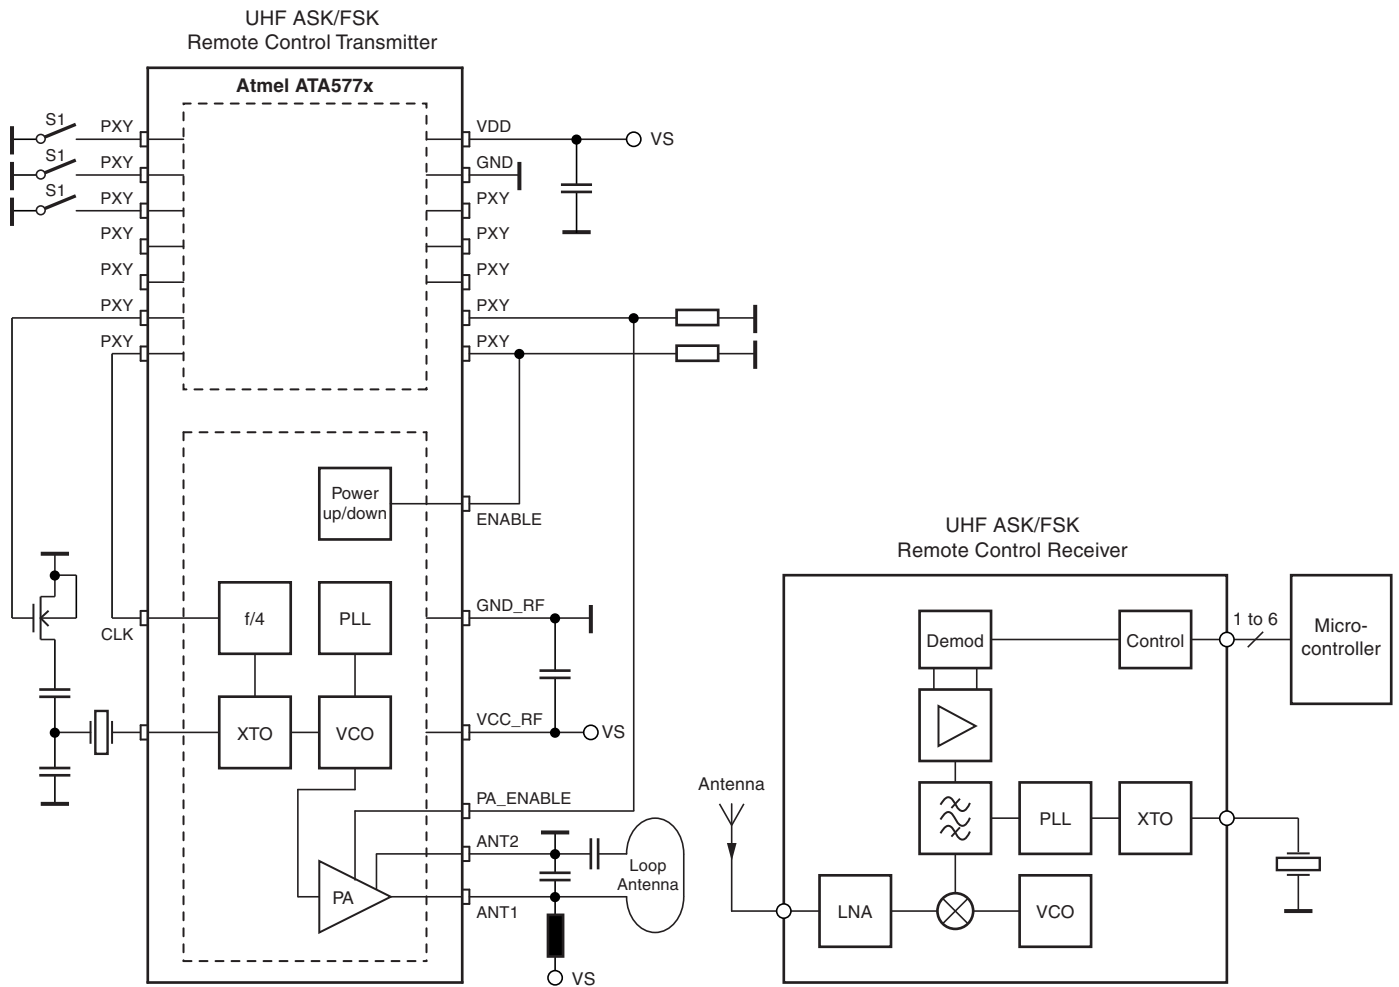 UHF ASK/FSK
Remote Control Transmitter
Atmel ATA577x
S1
PXY
VDD
VS
S1
PXY
GND
S1
PXY
PXY
PXY
PXY
PXY
PXY
PXY
PXY
PXY
PXY
Power
up/down
ENABLE
f/4
PLL
GND_RF
CLK
XTO
VCO
VCC_RF
VS
PA_ENABLE
ANT2
Loop
Antenna
PA
ANT1
VS
UHF ASK/FSK
Remote Control Receiver
Demod
Control
1 to 6
Micro-
controller
Antenna
PLL
XTO
LNA
VCO